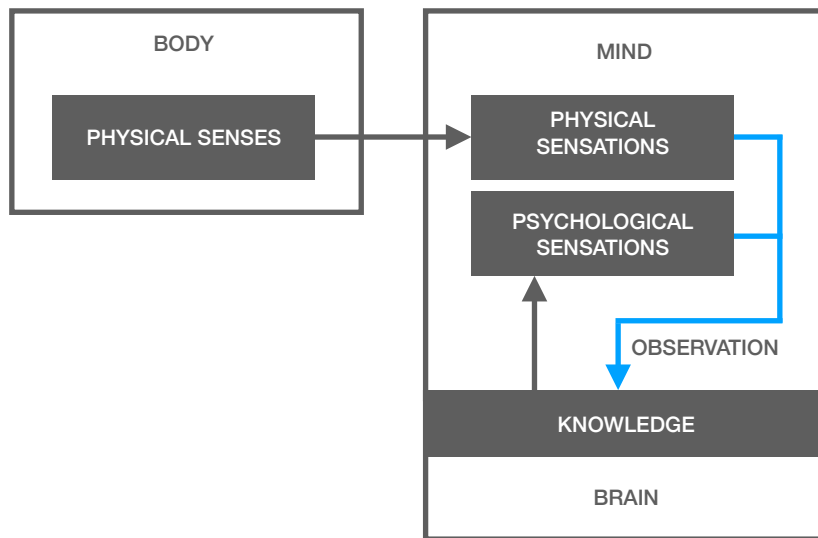 BODY
MIND
PHYSICAL SENSES
PHYSICAL
SENSATIONS
PSYCHOLOGICAL
SENSATIONS
OBSERVATION
KNOWLEDGE
BRAIN